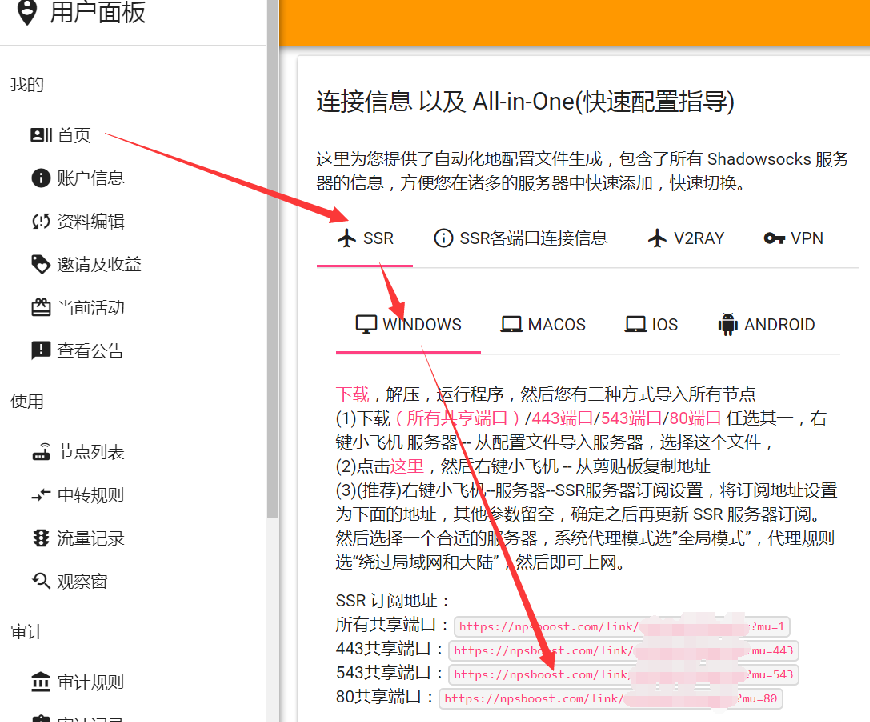 用户面板
我的
首页
账户信息
资料编辑
邀请及收益
当前活动
查看公告
使用
节点列表
中转规则
流量记录
观察窗
审计
审计规则
审计记录
连接信息 以及 All-in-One(快速配置指导)
这里为您提供了自动化地配置文件生成，包含了所有 Shadowsocks 服务
器的信息，方便您在诸多的服务器中快速添加，快速切换。
SSR SSR各端口连接信息 V2RAY VPN
WINDOWS MACOS IOS ANDROID
下载，解压，运行程序，然后您有三种方式导入所有节点
(1)下载（所有共享端口）/443端口/543端口/80端口 任选其一，右
键小飞机 服务器 -- 从配置文件导入服务器，选择这个文件，
(2)点击这里，然后右键小飞机 -- 从剪贴板复制地址
(3)(推荐)右键小飞机--服务器--SSR服务器订阅设置，将订阅地址设置
为下面的地址，其他参数留空，确定之后再更新 SSR 服务器订阅。
然后选择一个合适的服务器，系统代理模式选”全局模式”，代理规则
选“绕过局域网和大陆”，然后即可上网。
SSR 订阅地址：
所有共享端口： https://npsboost.com/link/ ?mu=1
443共享端口： https://npsboost.com/link/ ?mu=443
543共享端口： https://npsboost.com/link/ ?mu=543
80共享端口： https://npsboost.com/link/ ?mu=80